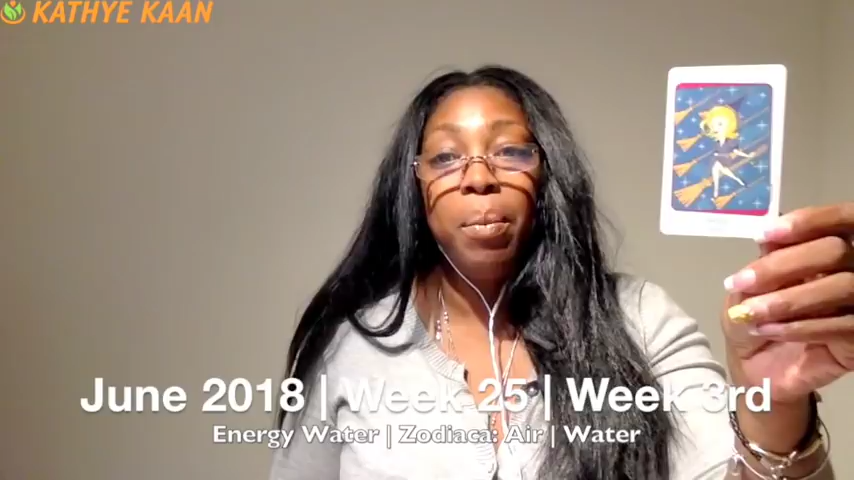 KATHYE KAAN
June 2018 | Week 25 | Week 3rd
Energy Water | Zodiaca: Air | Water